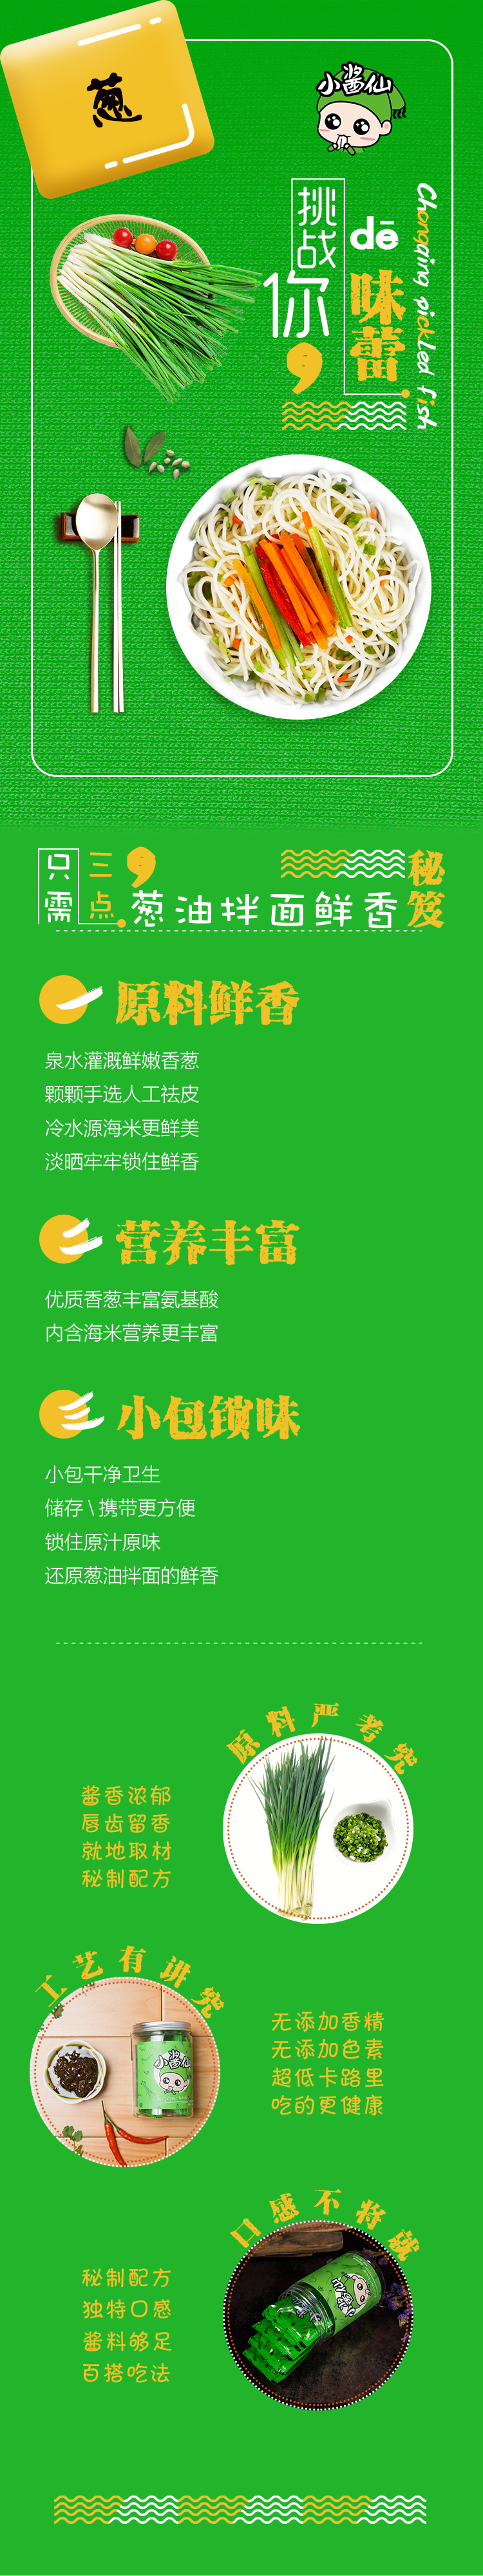 葱
小酱仙
挑战
你
，
dē
味蕾
Chongqing pickled fish
只需
三点，
葱油拌面鲜香
秘笈
原料鲜香
泉水灌溉鲜嫩香葱
颗颗手选人工祛皮
冷水源海米更鲜美
淡晒牢牢锁住鲜香
营养丰富
优质香葱丰富氨基酸
内含海米营养更丰富
小包锁味
小包干净卫生
储存 \ 携带更方便
锁住原汁原味
还原葱油拌面的鲜香
原料严考究
酱香浓郁
唇齿留香
就地取材
秘制配方
工艺有讲究
小酱仙
无添加香精
无添加色素
超低卡路里
吃的更健康
口感不将就
秘制配方
独特口感
酱料够足
百搭吃法